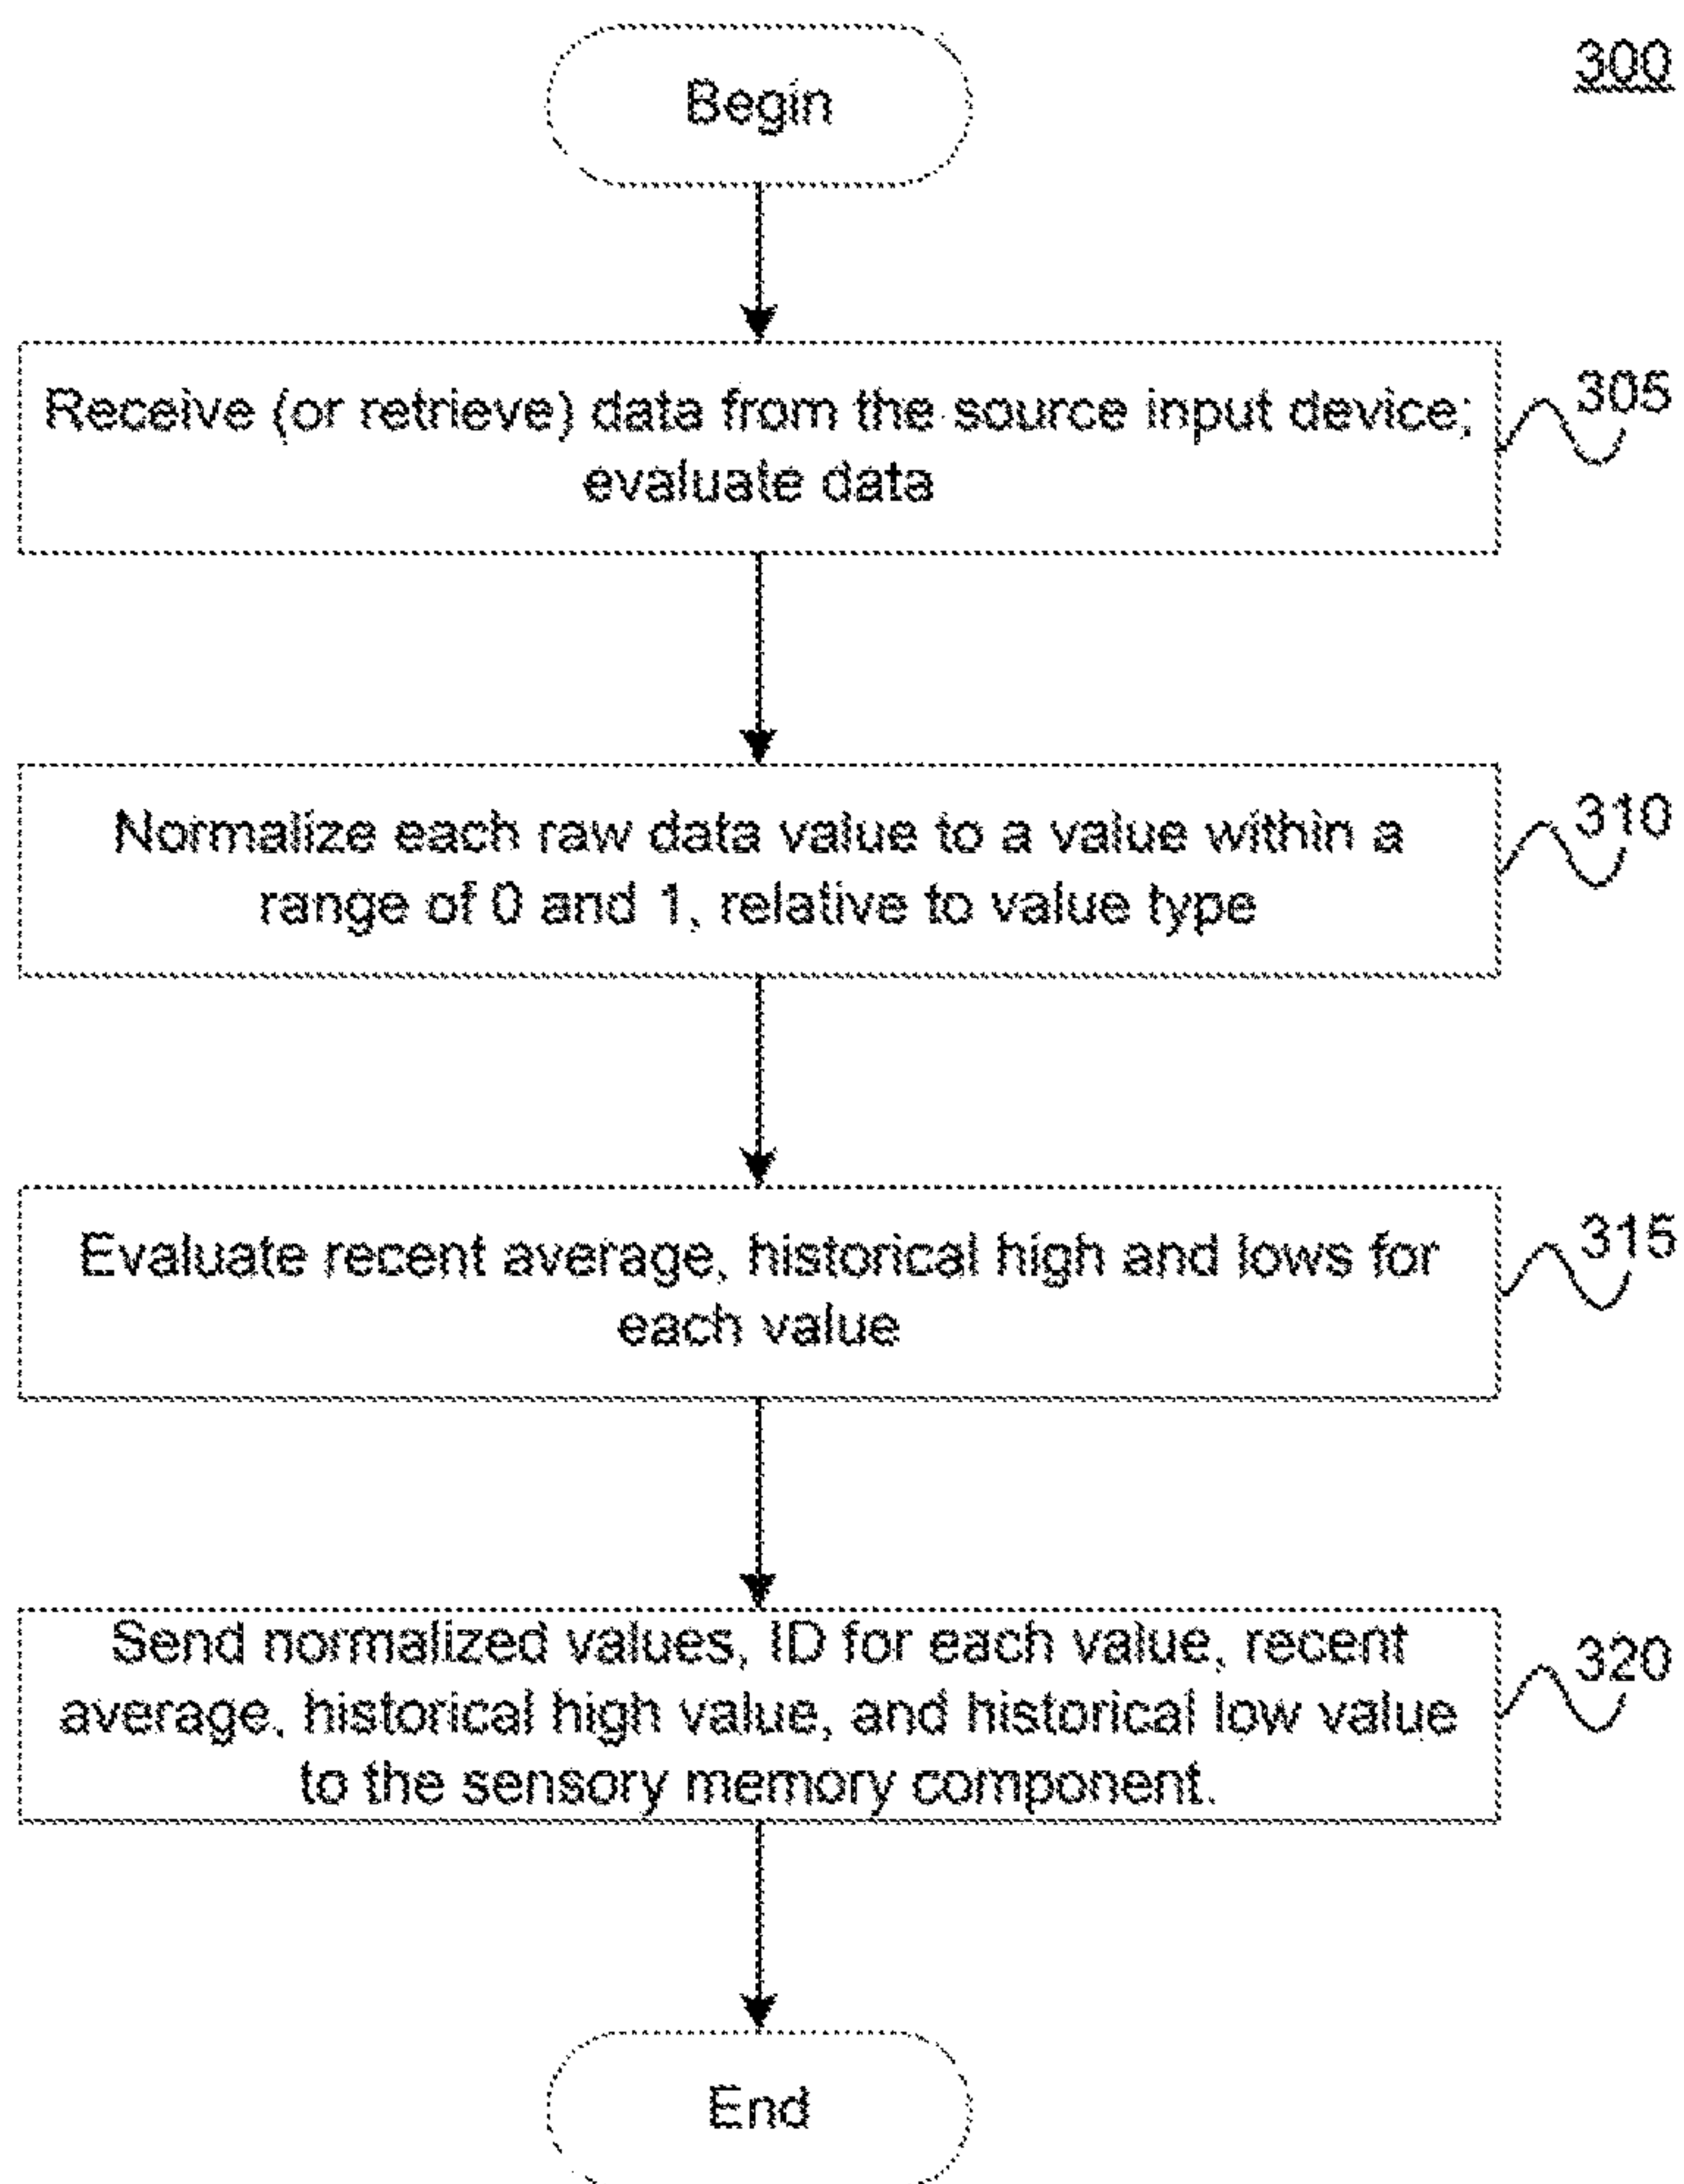 300
Begin
Receive (or retrieve) data from the source input device;
evaluate data
305
Normalize each raw data value to a value within a
range of 0 and 1, relative to value type
310
Evaluate recent average, historical high and lows for
each value
315
Send normalized values, ID for each value, recent
average, historical high value, and historical low value
to the sensory memory component.
320
End